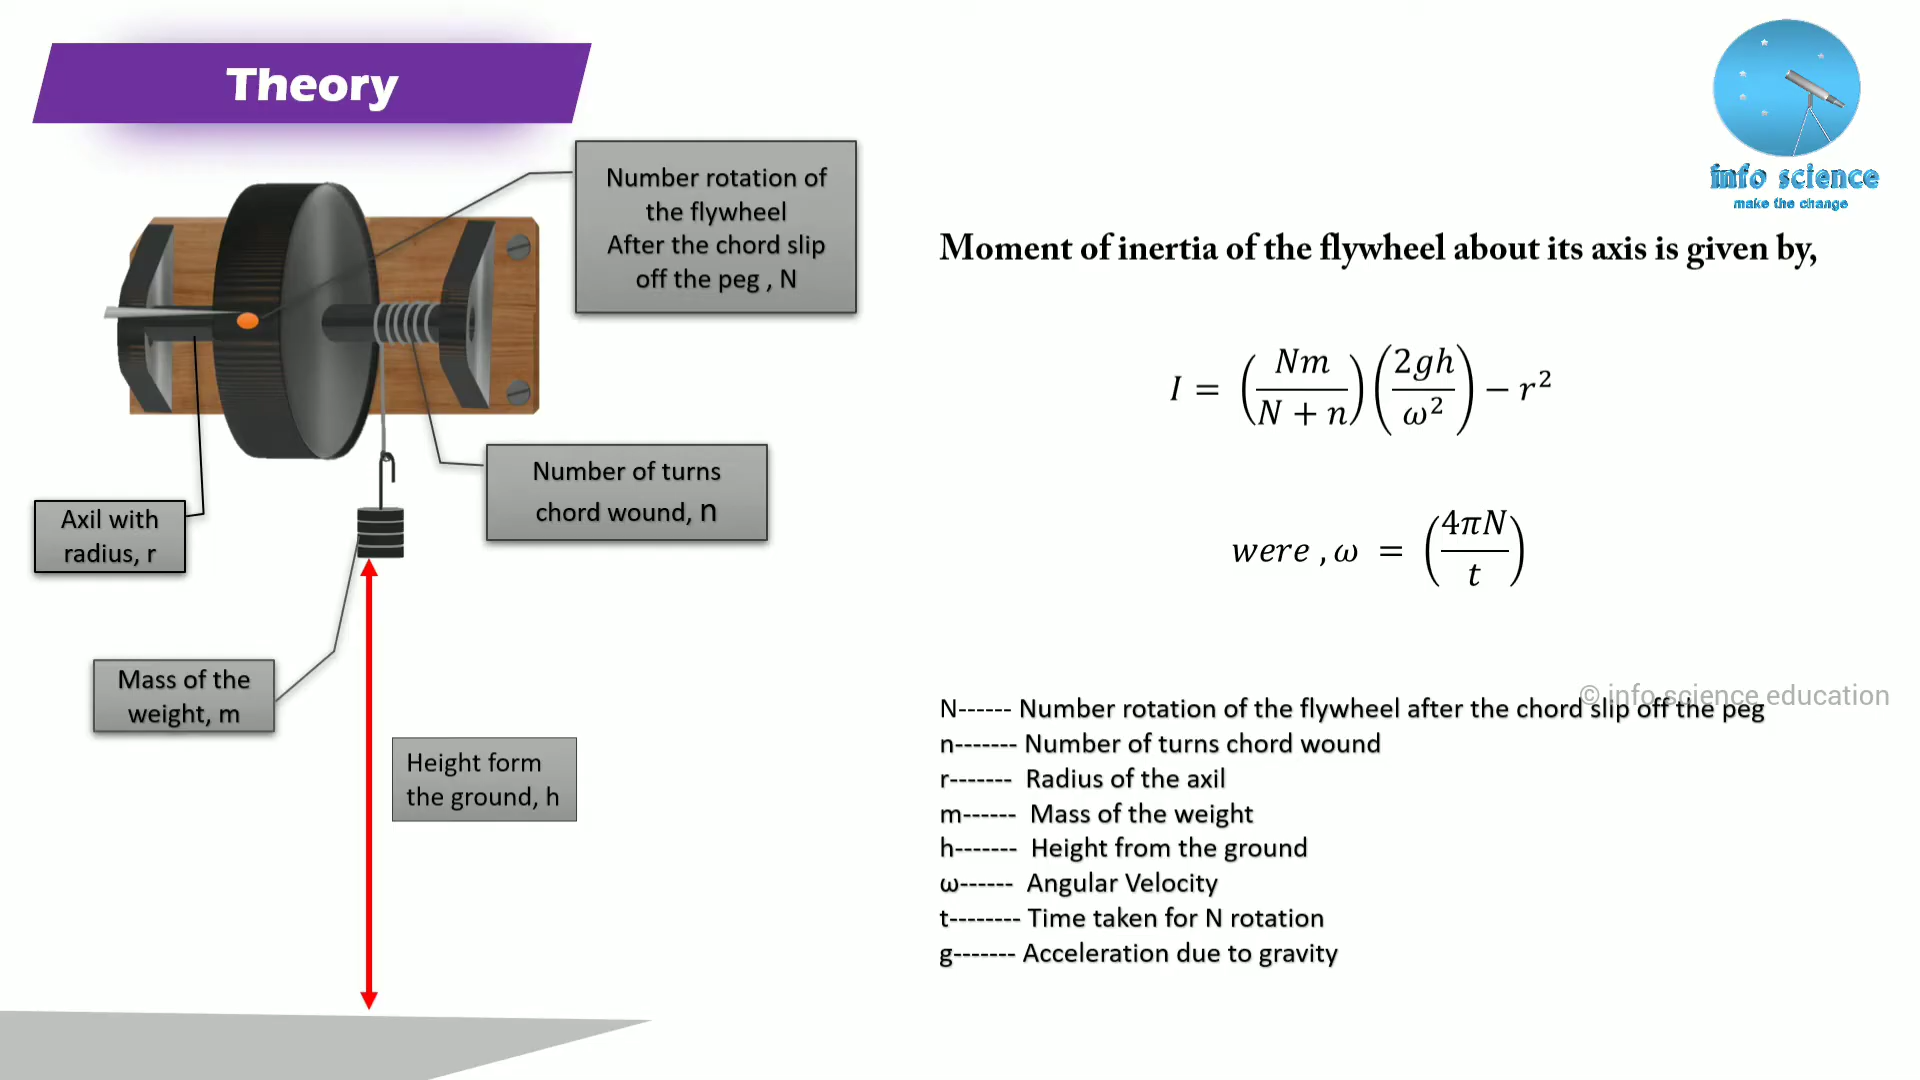 Theory
info science
make the change
Number rotation of
the flywheel
After the chord slip
off the peg , N
Moment of inertia of the flywheel about its axis is given by,
I = (Nm/N + n)(2gh/ω²) − r²
Number of turns
chord wound, n
Axil with
radius, r
were , ω = (4πN/t)
Mass of the
weight, m
Height form
the ground, h
© info science education
N------ Number rotation of the flywheel after the chord slip off the peg
n------- Number of turns chord wound
r------- Radius of the axil
m------ Mass of the weight
h------- Height from the ground
ω------ Angular Velocity
t-------- Time taken for N rotation
g------- Acceleration due to gravity